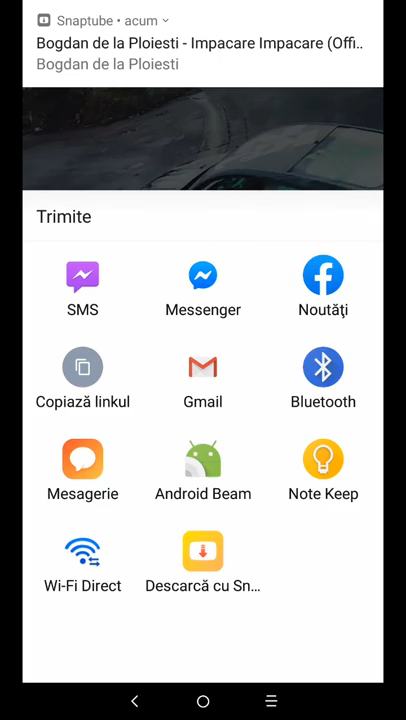 Snaptube • acum
Bogdan de la Ploiesti - Impacare Impacare (Offi..
Bogdan de la Ploiesti
Trimite
SMS
Messenger
Noutăţi
Copiază linkul
Gmail
Bluetooth
Mesagerie
Android Beam
Note Keep
Wi-Fi Direct
Descarcă cu Sn...